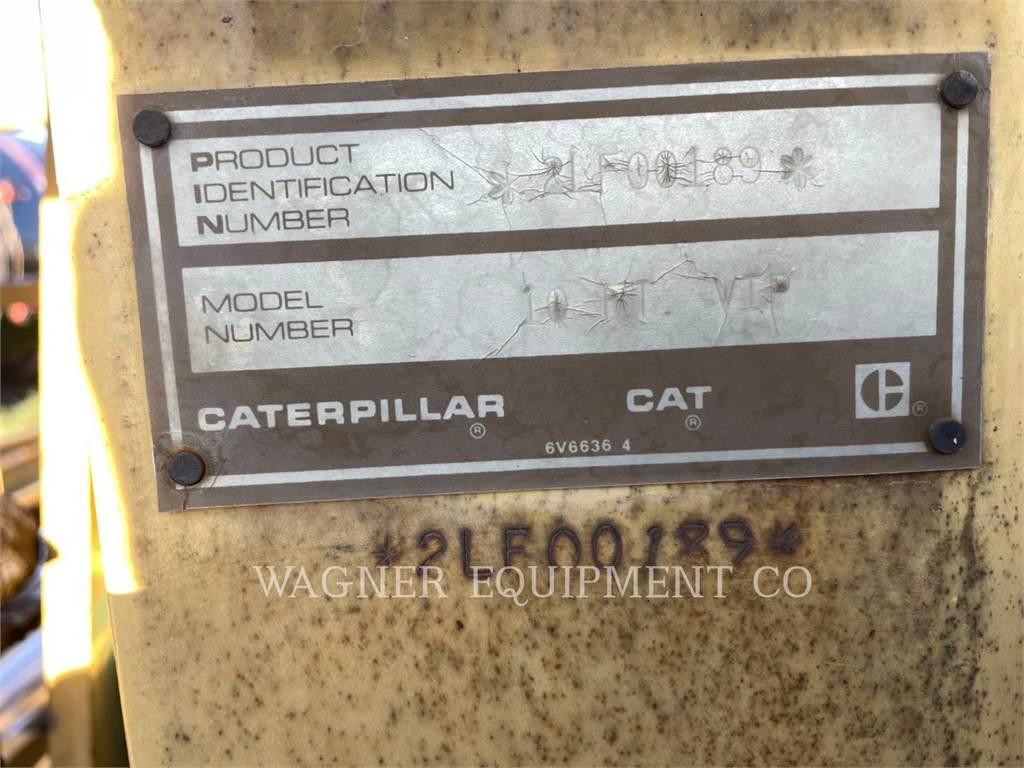 PRODUCT
IDENTIFICATION
NUMBER
*2LF00189*
MODEL
NUMBER
CATERPILLAR ®
CAT ®
®
6V6636 4
*2LF00189*
WAGNER EQUIPMENT CO